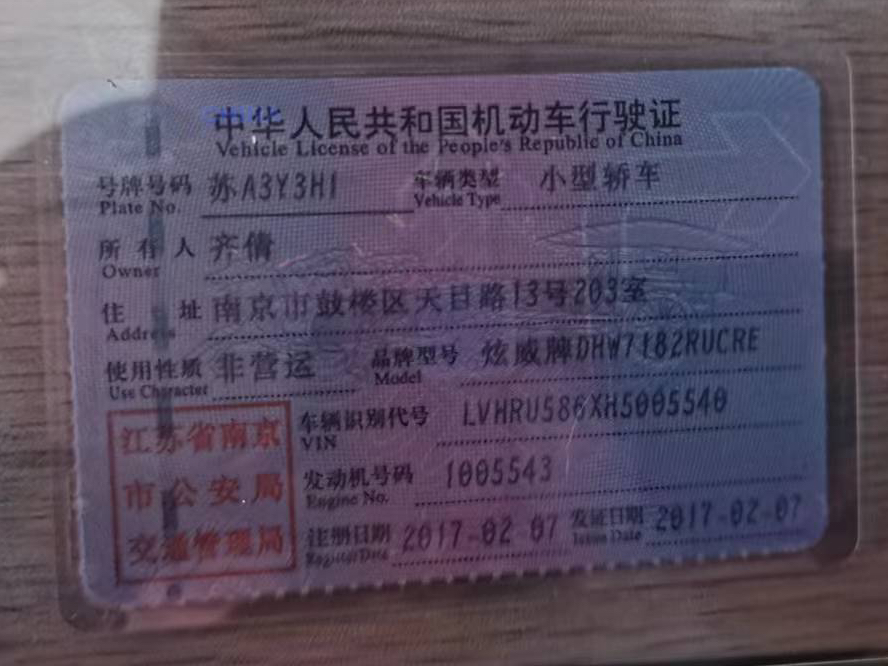 中华人民共和国机动车行驶证
Vehicle License of the People's Republic of China
号牌号码 苏A3Y3H1 车辆类型 小型轿车
Plate No. Vehicle Type
所有人 齐倩
Owner
住址 南京市鼓楼区天目路13号203室
Address
使用性质 非营运 品牌型号 炫威牌DHW7182RUCRE
Use Character Model
江苏省南京 车辆识别代号 LVHRU586XH5005540
VIN
市公安局 发动机号码 1005543
Engine No.
交通管理局 注册日期 2017-02-07 发证日期 2017-02-07
Register Date Issue Date